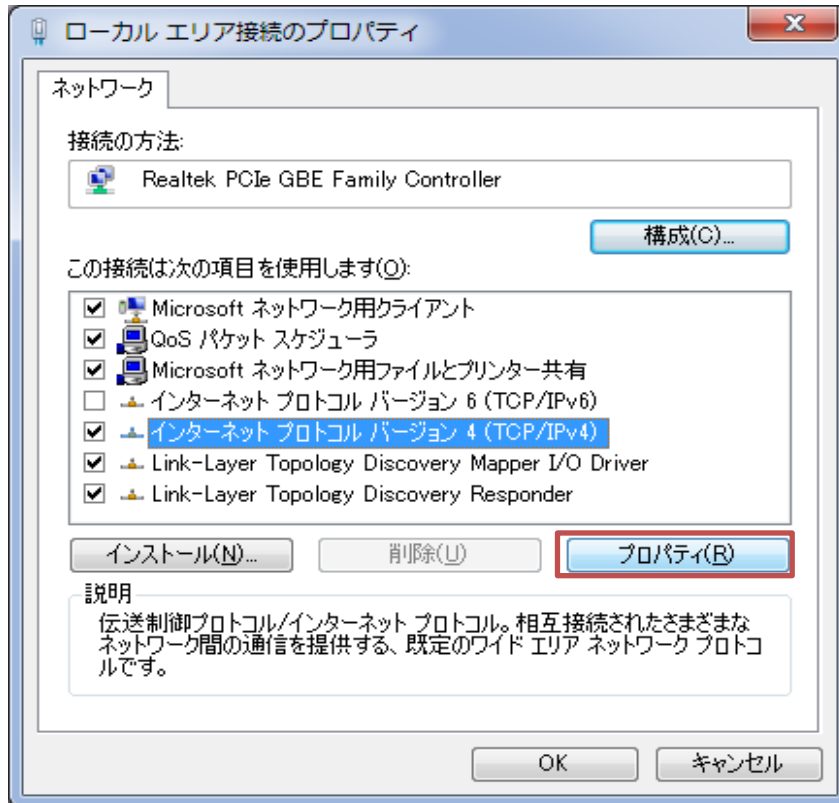 ローカル エリア接続のプロパティ
ネットワーク
接続の方法:
Realtek PCIe GBE Family Controller
構成(C)...
この接続は次の項目を使用します(O):
Microsoft ネットワーク用クライアント
QoS パケット スケジューラ
Microsoft ネットワーク用ファイルとプリンター共有
インターネット プロトコル バージョン 6 (TCP/IPv6)
インターネット プロトコル バージョン 4 (TCP/IPv4)
Link-Layer Topology Discovery Mapper I/O Driver
Link-Layer Topology Discovery Responder
インストール(N)... 削除(U) プロパティ(R)
説明
伝送制御プロトコル/インターネット プロトコル。相互接続されたさまざまな
ネットワーク間の通信を提供する、既定のワイド エリア ネットワーク プロトコ
ルです。
OK キャンセル